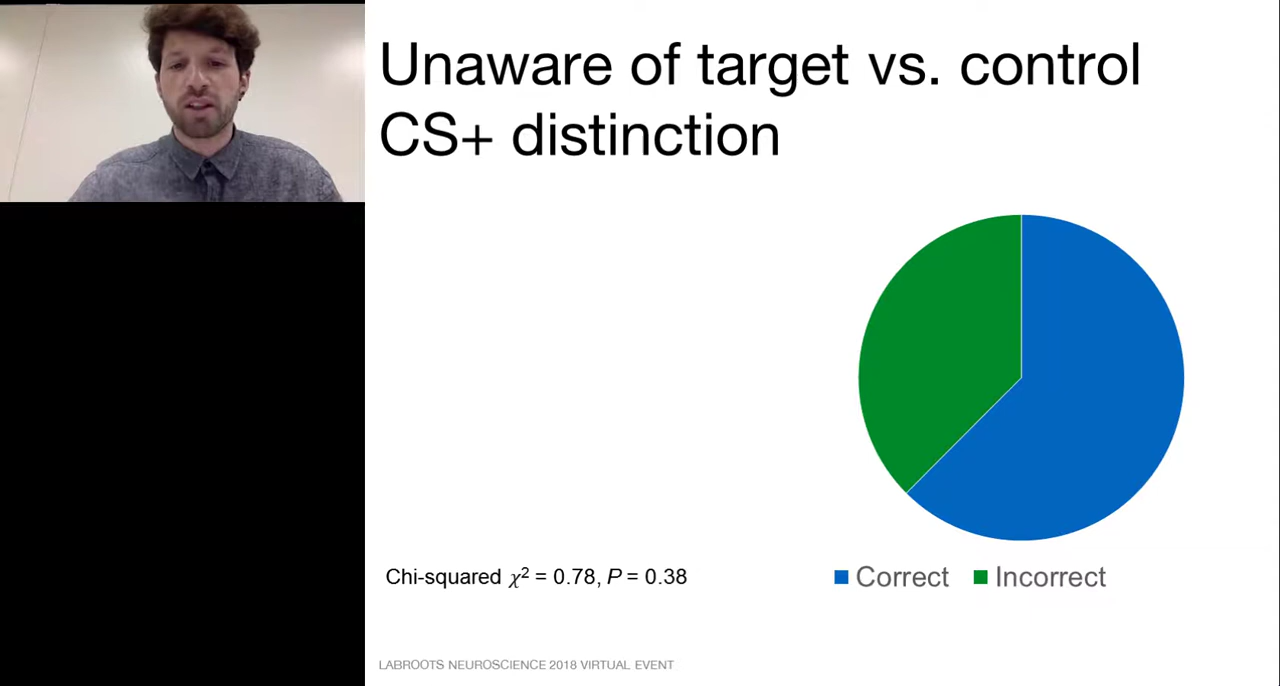 Unaware of target vs. control
CS+ distinction
Chi-squared χ² = 0.78, P = 0.38
Correct Incorrect
LABROOTS NEUROSCIENCE 2018 VIRTUAL EVENT